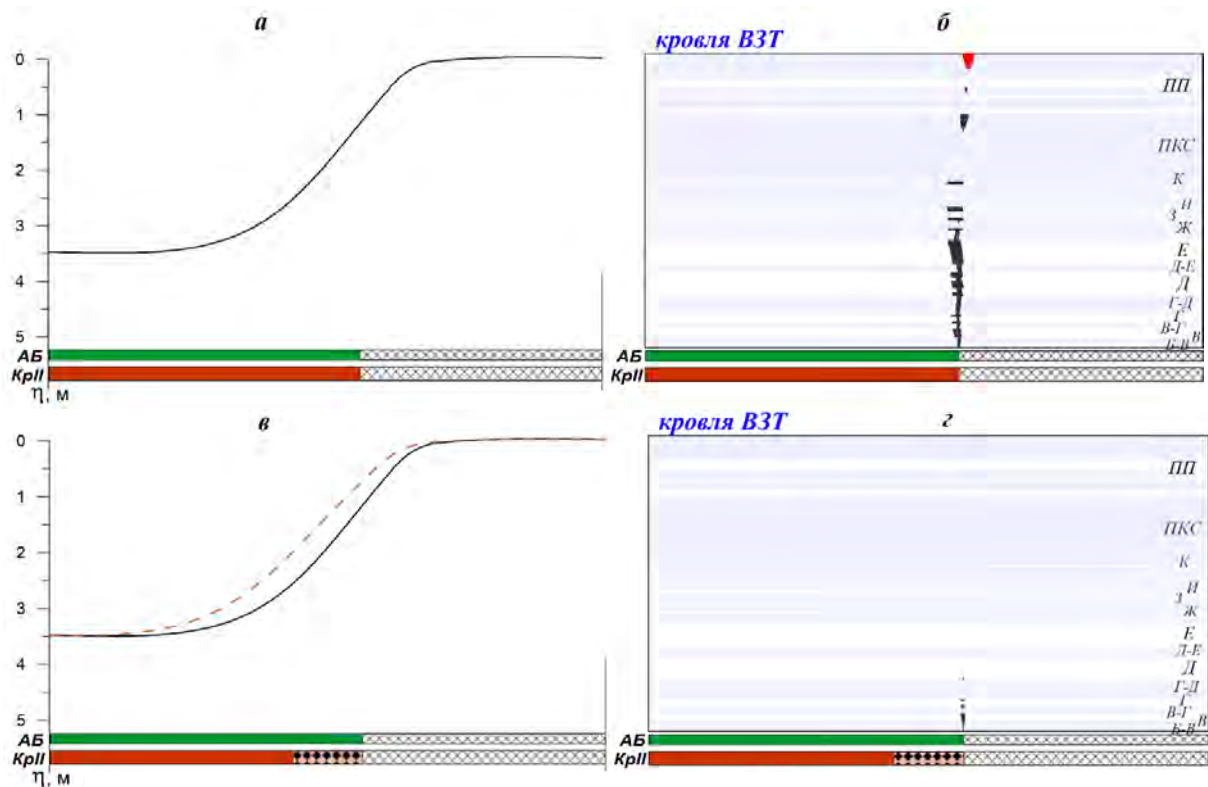 а
0
1
2
3
4
5
АБ
КрII
η, м
б
кровля ВЗТ
ПП
ПКС
К
И
З
Ж
Е
Д-Е
Д
Г-Д
Г
В-Г
В
Б-В
АБ
КрII
в
0
1
2
3
4
5
АБ
КрII
η, м
г
кровля ВЗТ
ПП
ПКС
К
И
З
Ж
Е
Д-Е
Д
Г-Д
Г
В-Г
В
Б-В
АБ
КрII